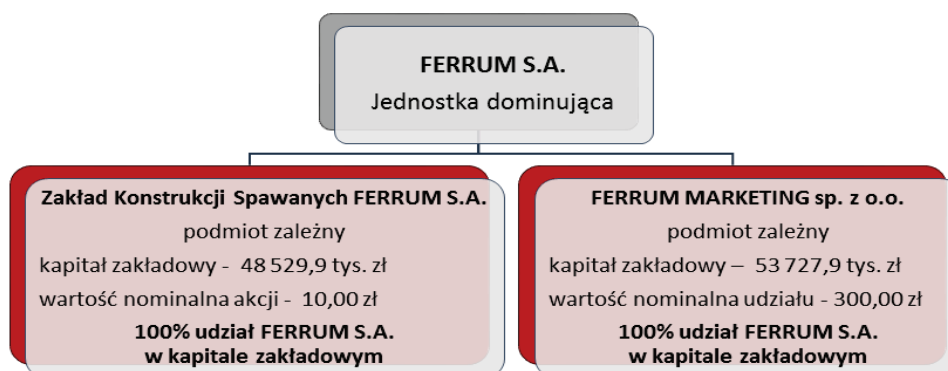 FERRUM S.A.
Jednostka dominująca
Zakład Konstrukcji Spawanych FERRUM S.A.
podmiot zależny
kapitał zakładowy - 48 529,9 tys. zł
wartość nominalna akcji - 10,00 zł
100% udział FERRUM S.A.
w kapitale zakładowym
FERRUM MARKETING sp. z o.o.
podmiot zależny
kapitał zakładowy – 53 727,9 tys. zł
wartość nominalna udziału - 300,00 zł
100% udział FERRUM S.A.
w kapitale zakładowym